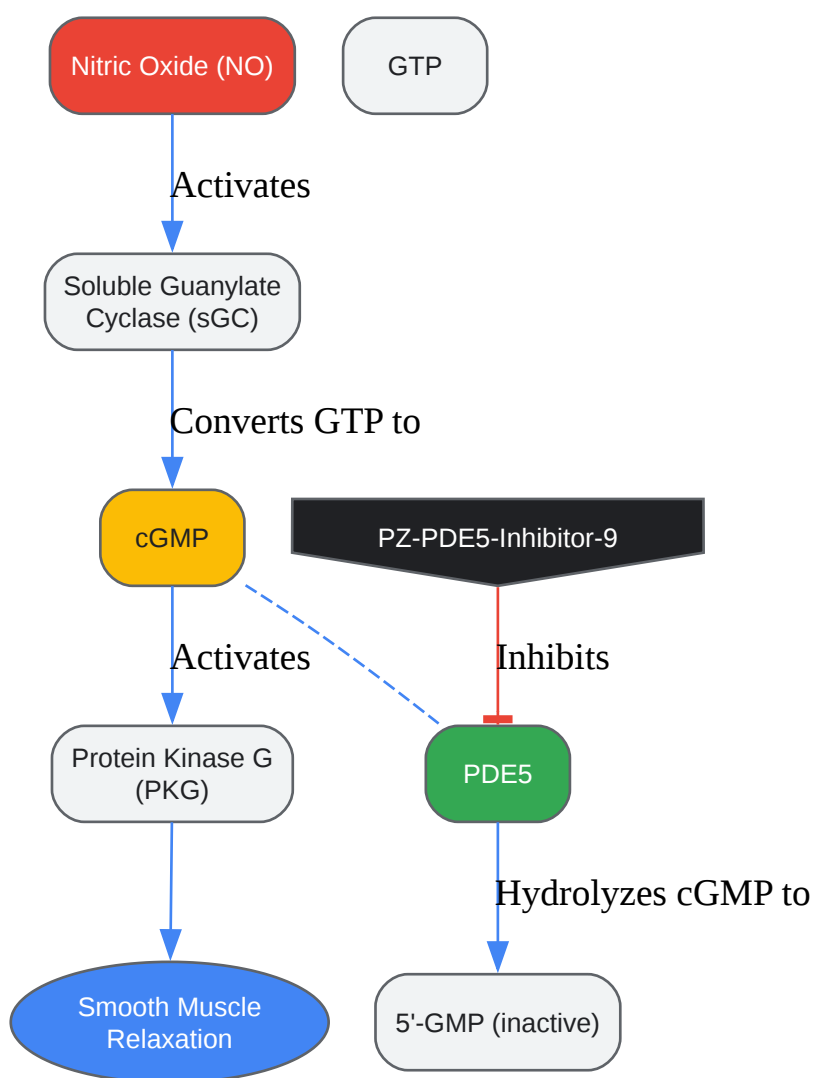 Nitric Oxide (NO)
GTP
Activates
Soluble Guanylate
Cyclase (sGC)
Converts GTP to
cGMP
PZ-PDE5-Inhibitor-9
Activates
Inhibits
Protein Kinase G
(PKG)
PDE5
Hydrolyzes cGMP to
Smooth Muscle
Relaxation
5'-GMP (inactive)